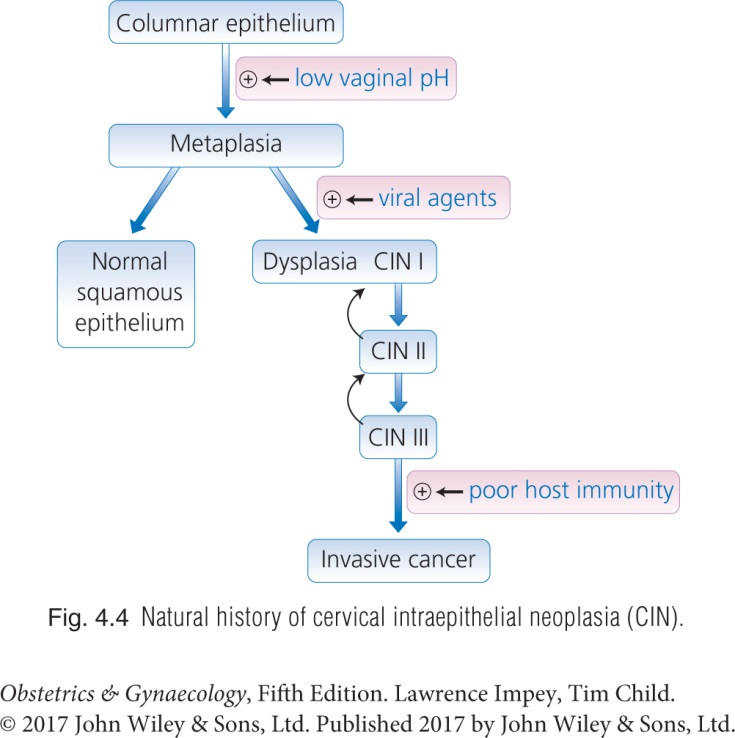 Columnar epithelium
⊕ ← low vaginal pH
Metaplasia
⊕ ← viral agents
Normal
squamous
epithelium
Dysplasia CIN I
CIN II
CIN III
⊕ ← poor host immunity
Invasive cancer
Fig. 4.4 Natural history of cervical intraepithelial neoplasia (CIN).
Obstetrics & Gynaecology, Fifth Edition. Lawrence Impey, Tim Child.
© 2017 John Wiley & Sons, Ltd. Published 2017 by John Wiley & Sons, Ltd.